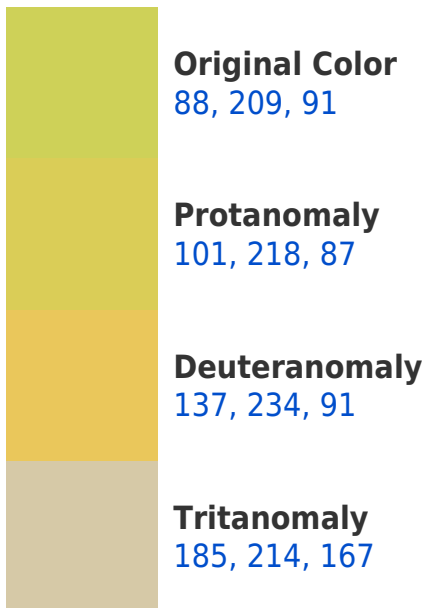 Original Color
88, 209, 91
Protanomaly
101, 218, 87
Deuteranomaly
137, 234, 91
Tritanomaly
185, 214, 167